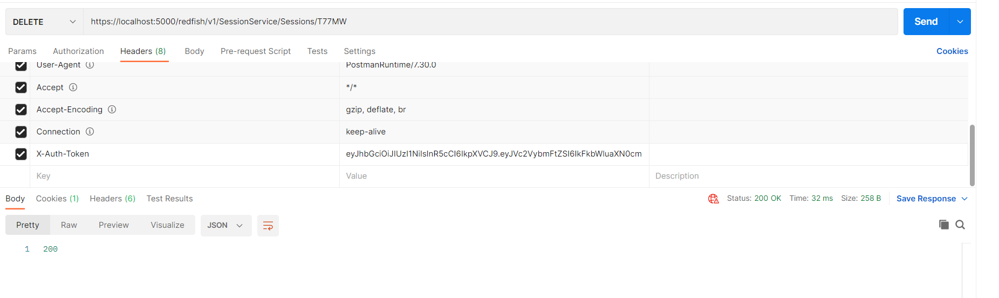 DELETE https://localhost:5000/redfish/v1/SessionService/Sessions/T77MW Send
Params Authorization Headers (8) Body Pre-request Script Tests Settings Cookies
User-Agent PostmanRuntime/7.30.0
Accept */*
Accept-Encoding gzip, deflate, br
Connection keep-alive
X-Auth-Token eyJhbGciOiJIUzI1NiIsInR5cCI6IkpXVCJ9.eyJVc2VybmFtZSI6IkFkbWluaXN0cm
Key Value Description
Body Cookies (1) Headers (6) Test Results Status: 200 OK Time: 32 ms Size: 258 B Save Response
Pretty Raw Preview Visualize JSON
1 200